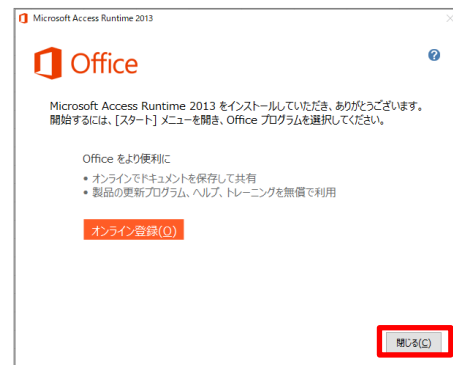 Microsoft Access Runtime 2013
Office
Microsoft Access Runtime 2013 をインストールしていただき、ありがとうございます。
開始するには、[スタート] メニューを開き、Office プログラムを選択してください。
Office をより便利に
• オンラインでドキュメントを保存して共有
• 製品の更新プログラム、ヘルプ、トレーニングを無償で利用
オンライン登録(O)
閉じる(C)